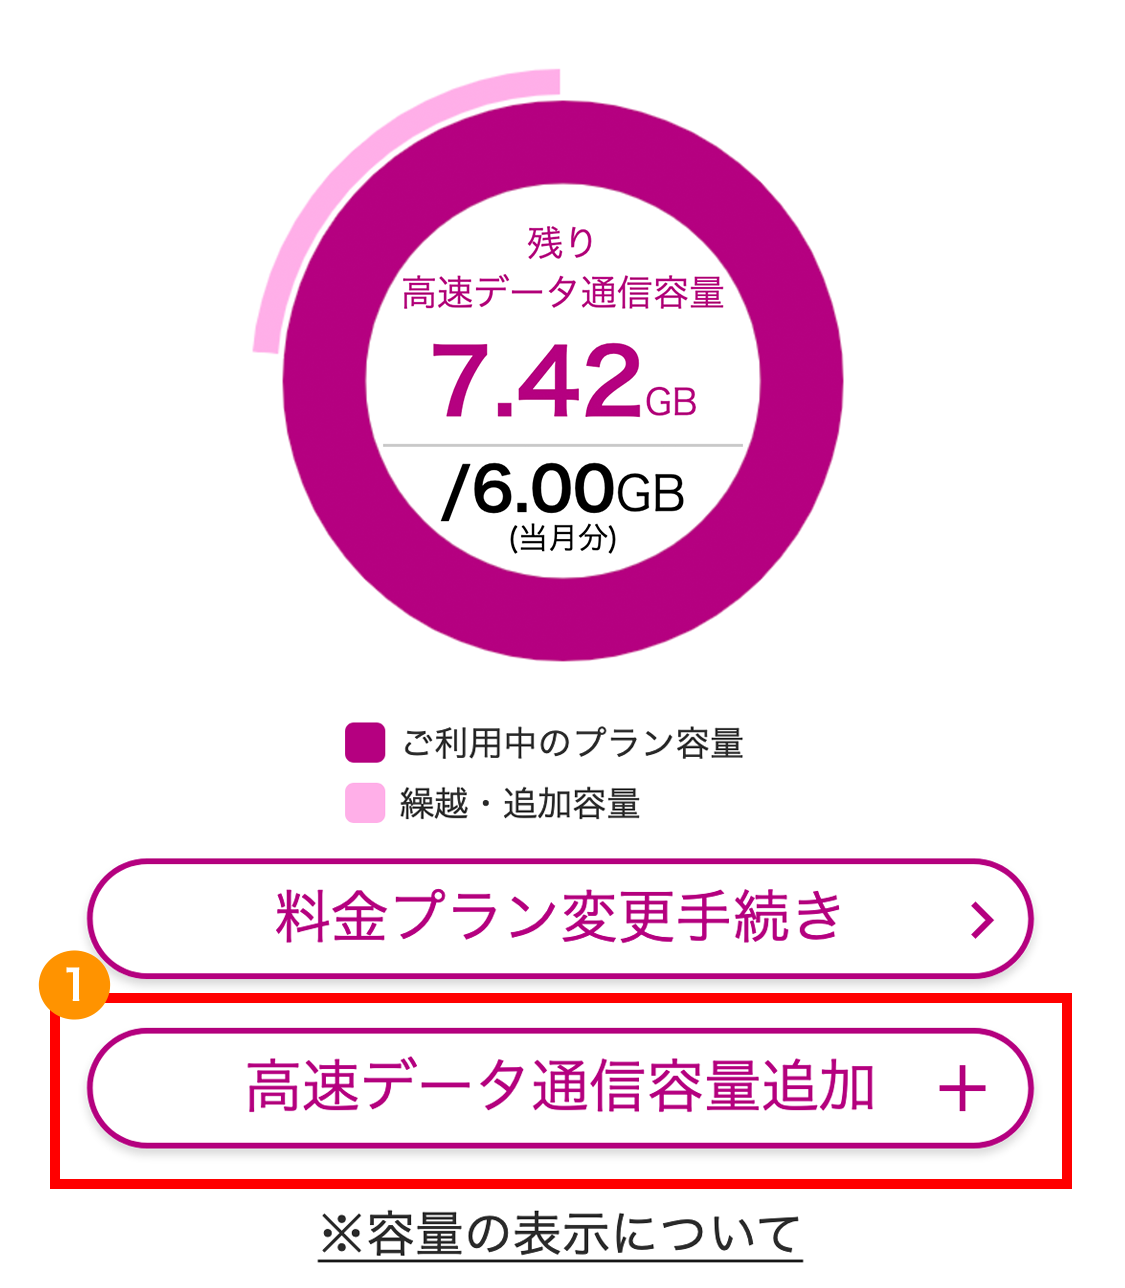 残り
高速データ通信容量
7.42GB
/6.00GB
(当月分)
ご利用中のプラン容量
繰越・追加容量
料金プラン変更手続き
1
高速データ通信容量追加 +
※容量の表示について